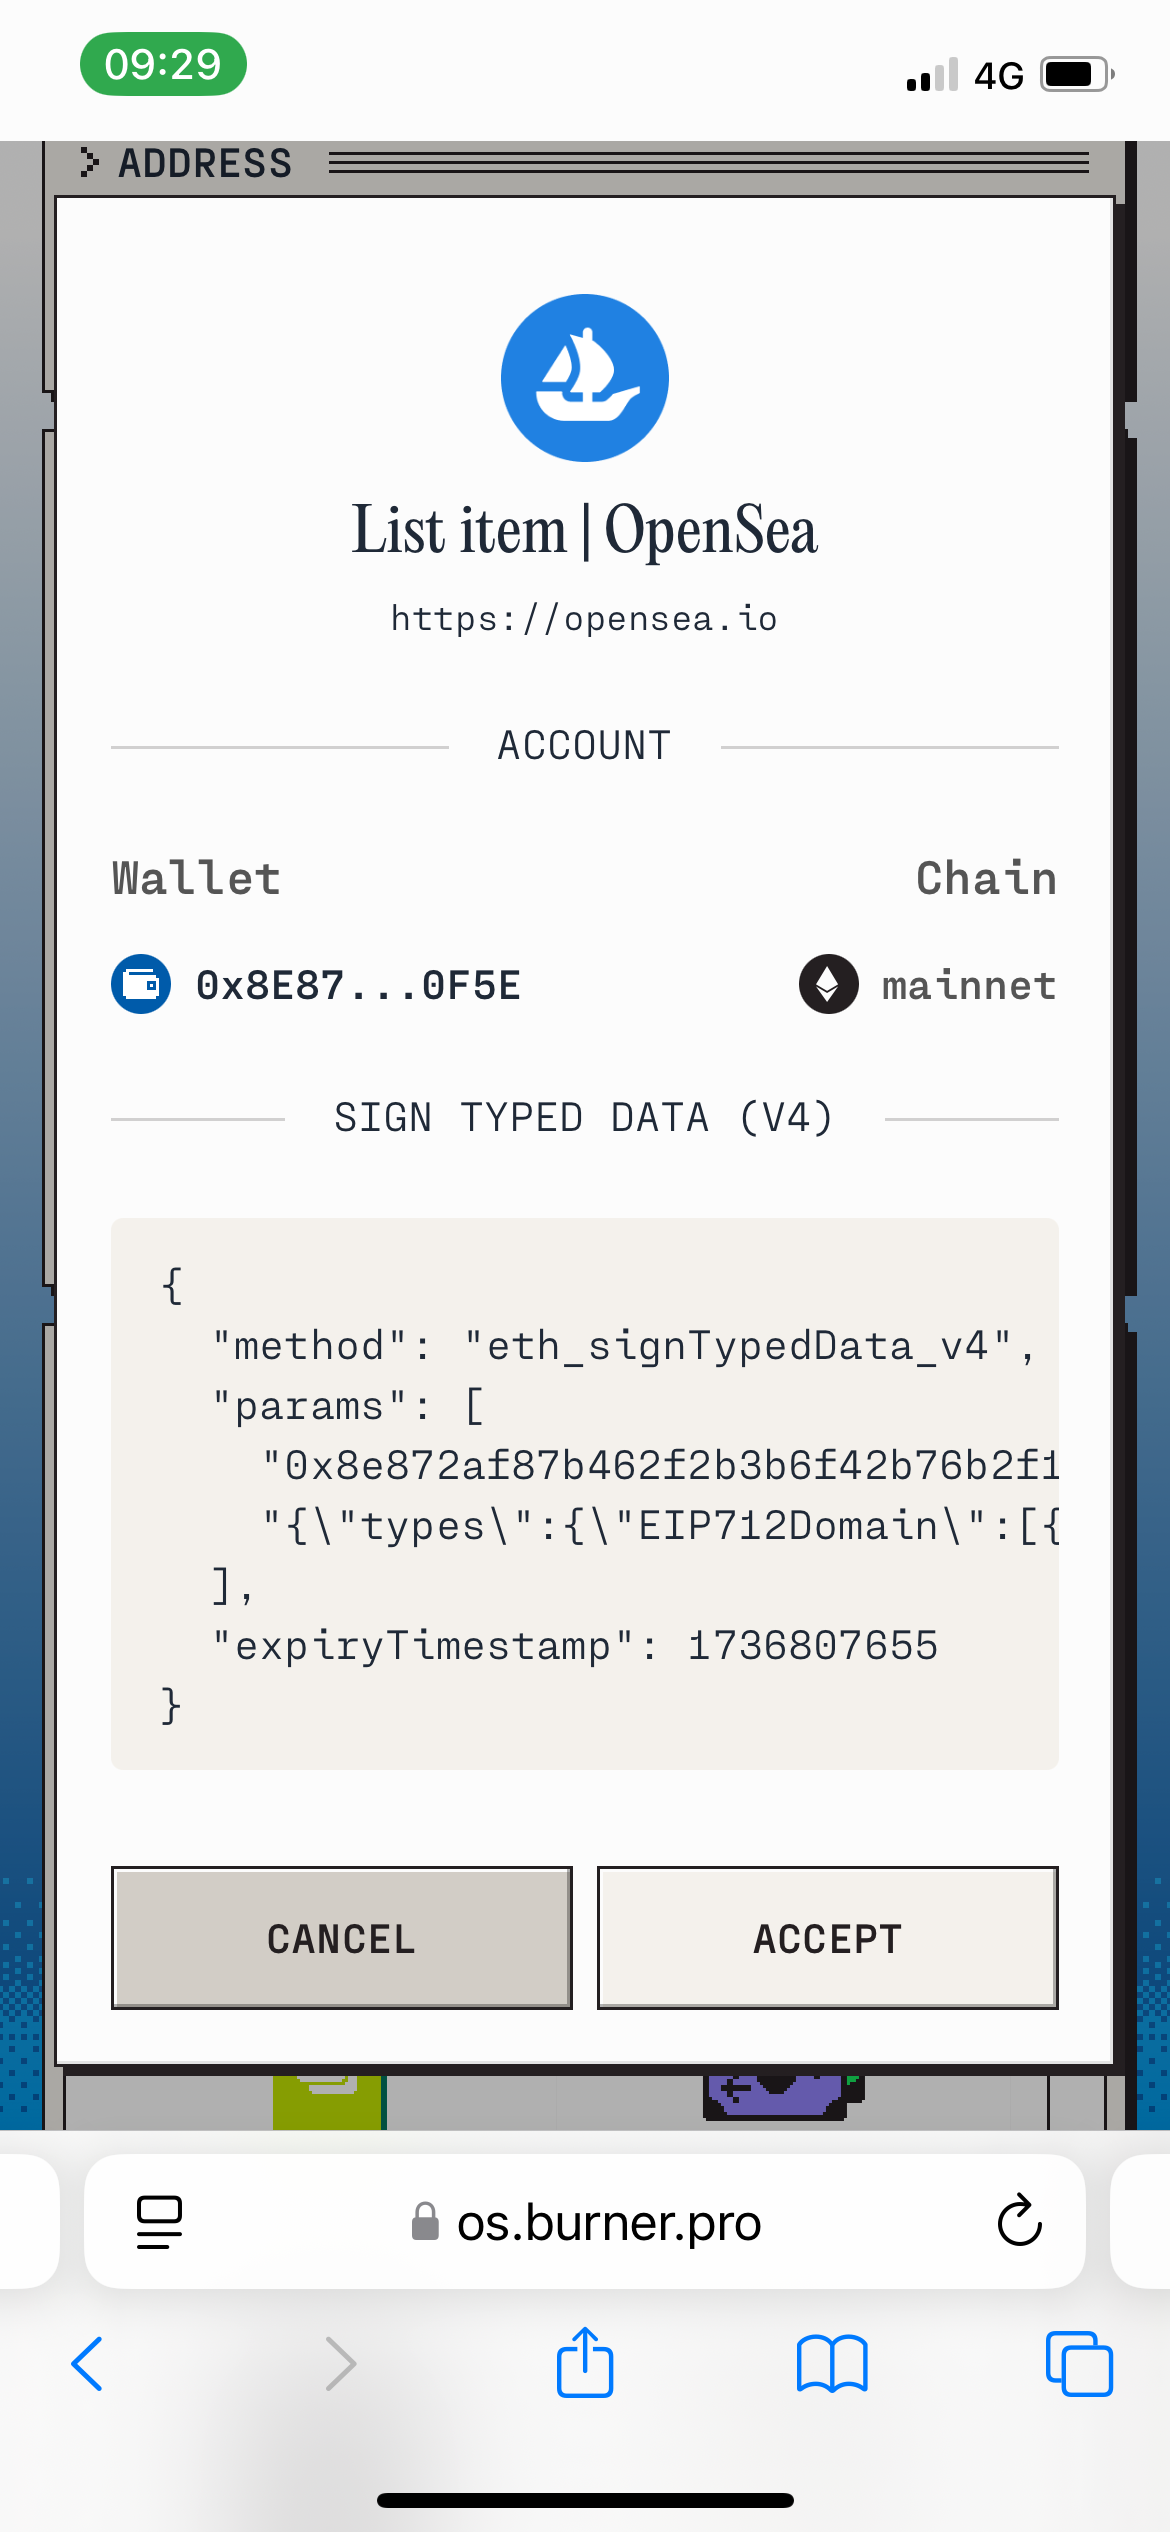 09:29
4G
ADDRESS
List item | OpenSea
https://opensea.io
ACCOUNT
Wallet
Chain
0x8E87...0F5E
mainnet
SIGN TYPED DATA (V4)
{
"method": "eth_signTypedData_v4",
"params": [
"0x8e872af87b462f2b3b6f42b76b2f1
"{\"types\":{\"EIP712Domain\":[{
],
"expiryTimestamp": 1736807655
}
CANCEL
ACCEPT
os.burner.pro